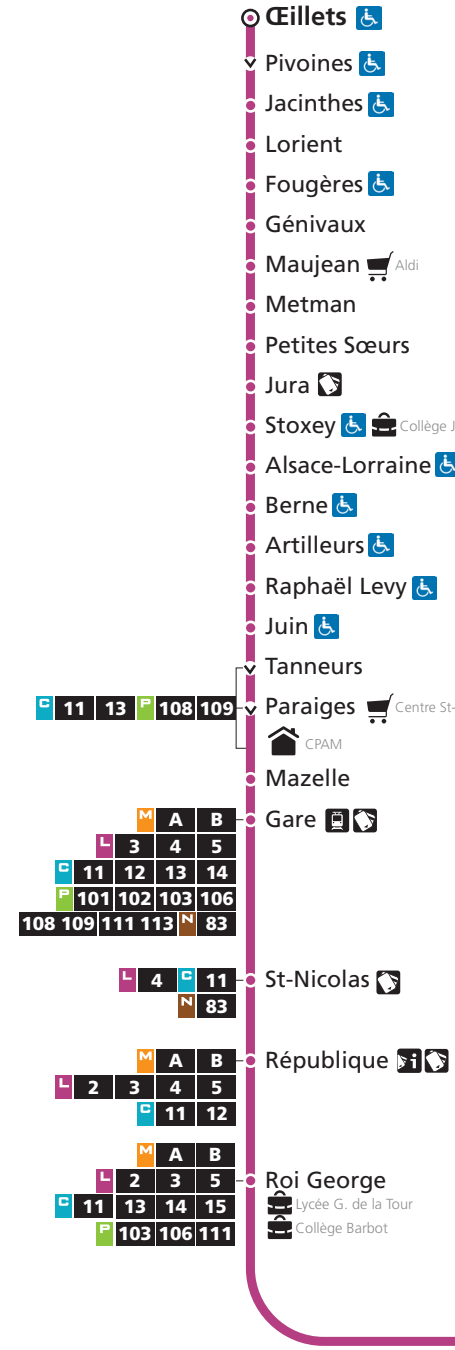 Œillets
Pivoines
Jacinthes
Lorient
Fougères
Génivaux
Maujean Aldi
Metman
Petites Sœurs
Jura
Stoxey Collège J
Alsace-Lorraine
Berne
Artilleurs
Raphaël Levy
Juin
Tanneurs
C 11 13 P 108 109 Paraiges Centre St-
CPAM
Mazelle
M A B Gare
L 3 4 5
C 11 12 13 14
P 101 102 103 106
108 109 111 113 N 83
L 4 C 11 St-Nicolas
N 83
M A B République i
L 2 3 4 5
C 11 12
M A B
L 2 3 5 Roi George
C 11 13 14 15 Lycée G. de la Tour
P 103 106 111 Collège Barbot